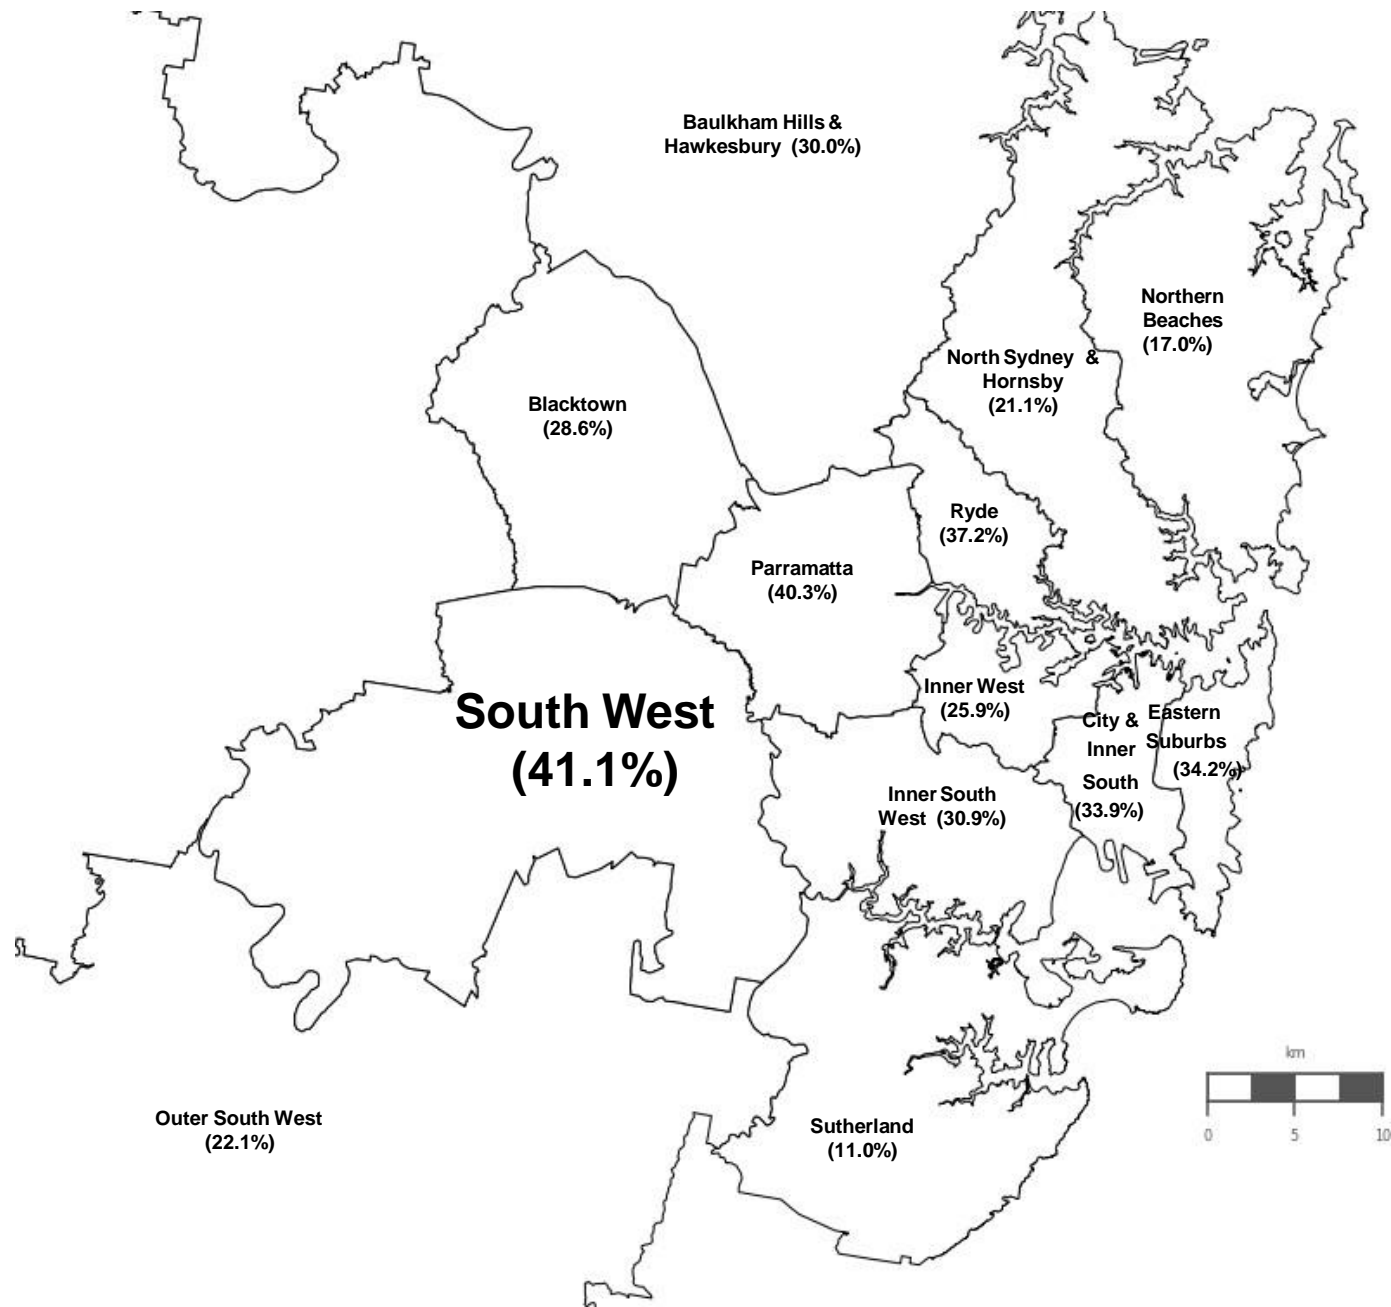 Baulkham Hills &
Hawkesbury (30.0%)
Northern
Beaches
(17.0%)
North Sydney &
Hornsby
(21.1%)
Blacktown
(28.6%)
Ryde
(37.2%)
Parramatta
(40.3%)
Inner West
(25.9%)
South West
(41.1%)
City &
Inner
South
(33.9%)
Eastern
Suburbs
(34.2%)
Inner South
West (30.9%)
km
0 5 10
Outer South West
(22.1%)
Sutherland
(11.0%)